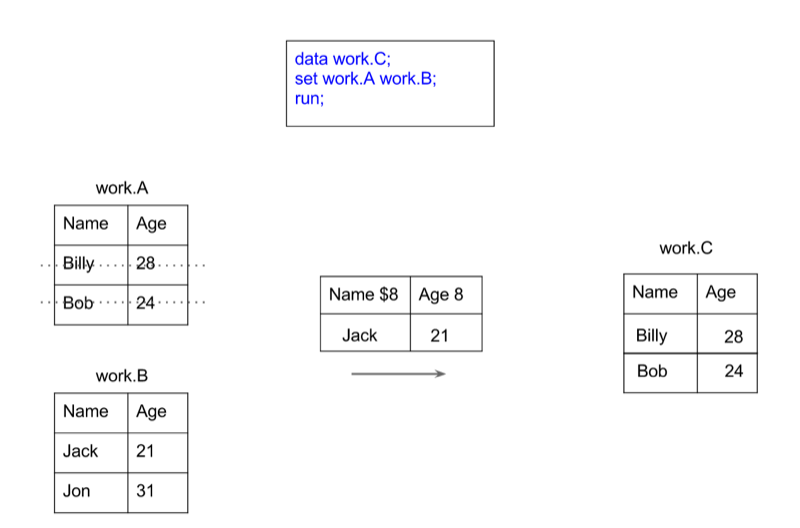 data work.C;
set work.A work.B;
run;
work.A
Name Age
Billy 28
Bob 24
work.B
Name Age
Jack 21
Jon 31
Name $8 Age 8
Jack 21
work.C
Name Age
Billy 28
Bob 24